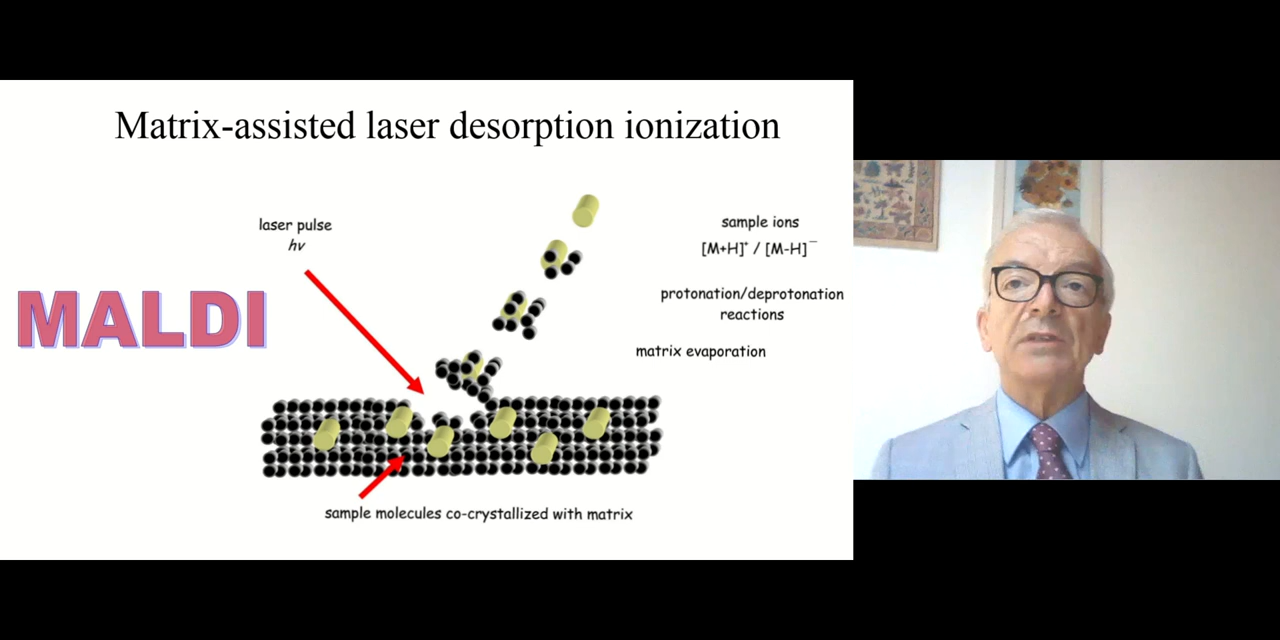 Matrix-assisted laser desorption ionization
laser pulse
hν
MALDI
sample ions
[M+H]⁺ / [M-H]⁻
protonation/deprotonation
reactions
matrix evaporation
sample molecules co-crystallized with matrix